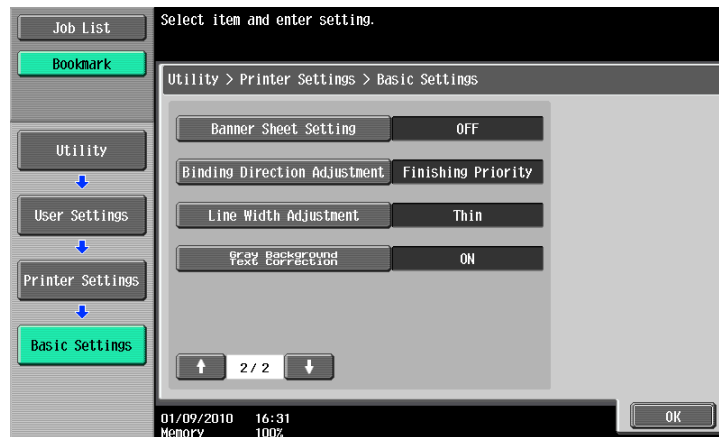 Job List
Bookmark
Utility
User Settings
Printer Settings
Basic Settings
Select item and enter setting.
Utility > Printer Settings > Basic Settings
Banner Sheet Setting OFF
Binding Direction Adjustment Finishing Priority
Line Width Adjustment Thin
Gray Background
Text Correction ON
2/ 2
01/09/2010 16:31
Memory 100%
OK